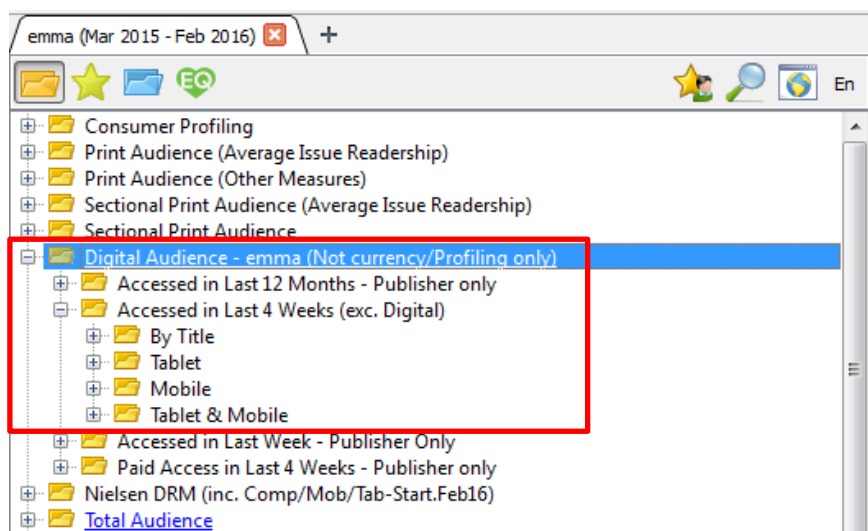 emma (Mar 2015 - Feb 2016)
EQ
En
Consumer Profiling
Print Audience (Average Issue Readership)
Print Audience (Other Measures)
Sectional Print Audience (Average Issue Readership)
Sectional Print Audience
Digital Audience - emma (Not currency/Profiling only)
Accessed in Last 12 Months - Publisher only
Accessed in Last 4 Weeks (exc. Digital)
By Title
Tablet
Mobile
Tablet & Mobile
Accessed in Last Week - Publisher Only
Paid Access in Last 4 Weeks - Publisher only
Nielsen DRM (inc. Comp/Mob/Tab-Start.Feb16)
Total Audience